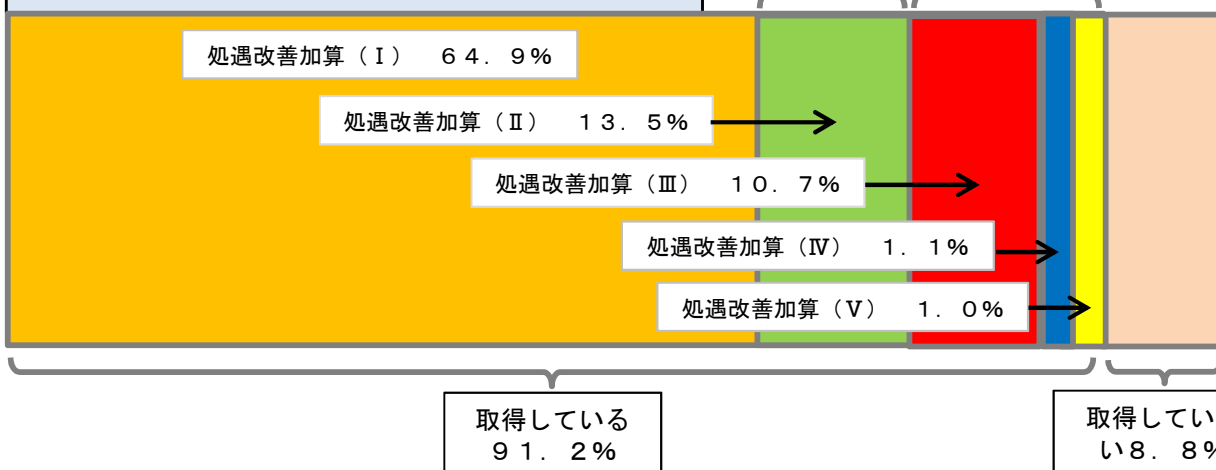 処遇改善加算（Ⅰ）　６４．９％
処遇改善加算（Ⅱ）　１３．５％
処遇改善加算（Ⅲ）　１０．７％
処遇改善加算（Ⅳ）　１．１％
処遇改善加算（Ⅴ）　１．０％
取得している
９１．２％
取得してい
い８．８％